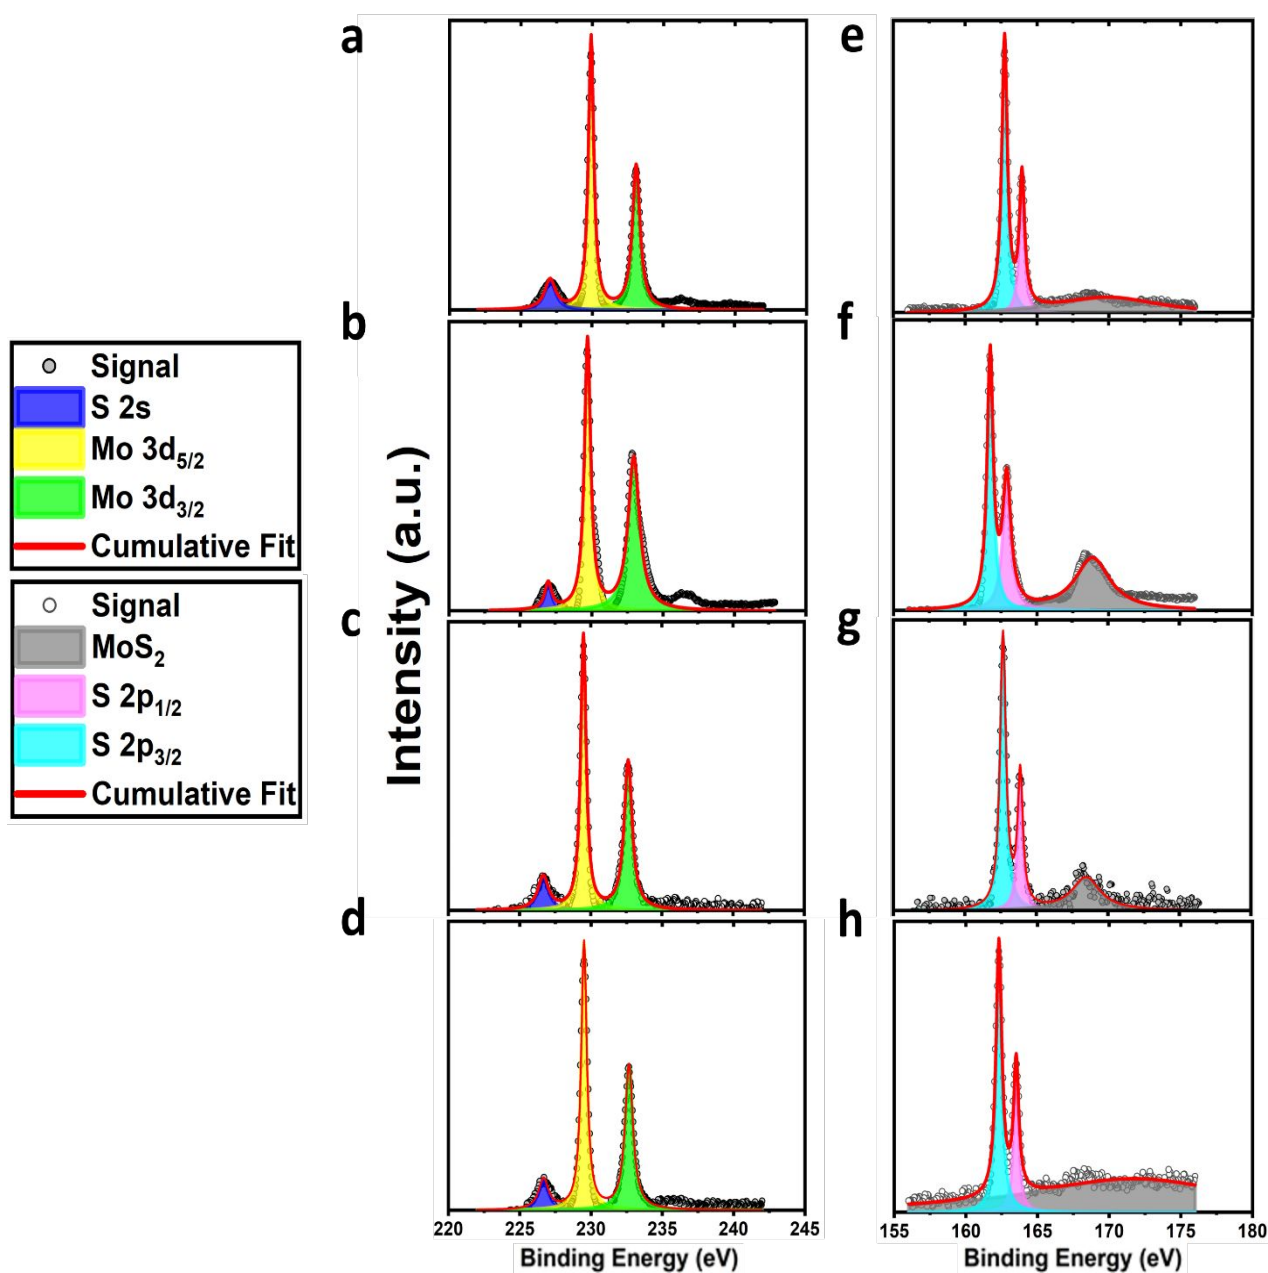 a
e
b
f
c
g
d
h
Signal
S 2s
Mo 3d5/2
Mo 3d3/2
Cumulative Fit
Signal
MoS2
S 2p1/2
S 2p3/2
Cumulative Fit
Intensity (a.u.)
220 225 230 235 240 245
155 160 165 170 175 180
Binding Energy (eV)
Binding Energy (eV)